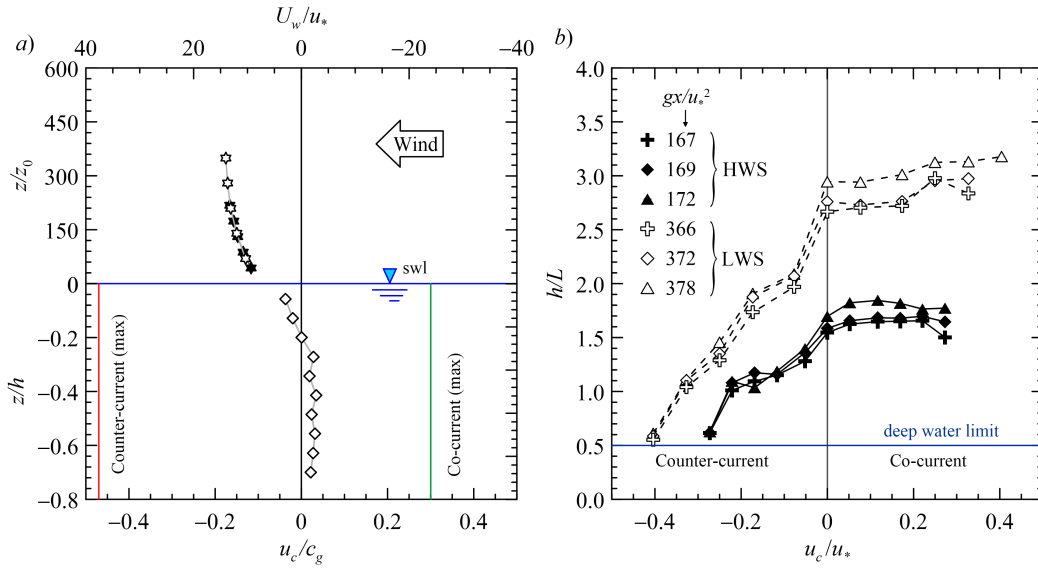 a)
U_w/u_*
40 20 0 −20 −40
600
450
300
150
0
−0.2
−0.4
−0.6
−0.8
z/z_0
z/h
Wind
swl
Counter-current (max)
Co-current (max)
−0.4 −0.2 0 0.2 0.4
u_c/c_g
b)
4.0
3.5
3.0
2.5
2.0
1.5
1.0
0.5
0.0
h/L
gx/u_*^2
167
169
172
HWS
366
372
378
LWS
deep water limit
Counter-current Co-current
−0.4 −0.2 0 0.2 0.4
u_c/u_*